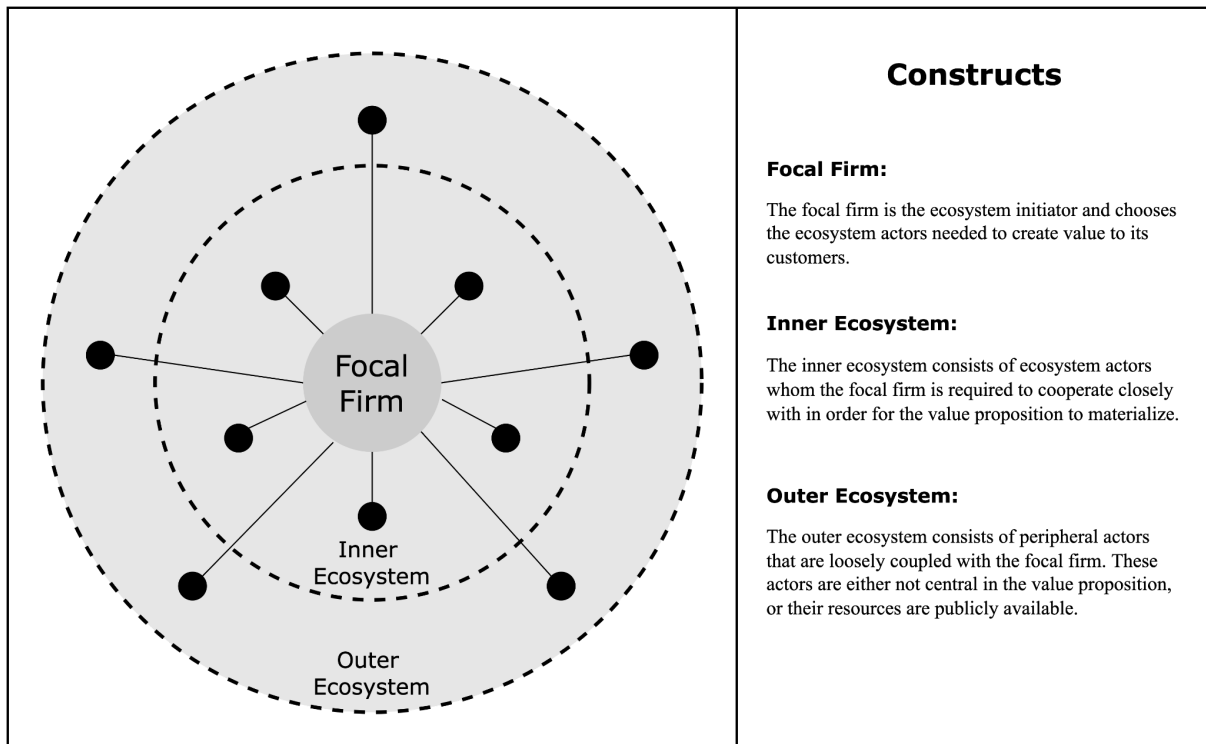 Focal
Firm
Inner
Ecosystem
Outer
Ecosystem
Constructs
Focal Firm:
The focal firm is the ecosystem initiator and chooses
the ecosystem actors needed to create value to its
customers.
Inner Ecosystem:
The inner ecosystem consists of ecosystem actors
whom the focal firm is required to cooperate closely
with in order for the value proposition to materialize.
Outer Ecosystem:
The outer ecosystem consists of peripheral actors
that are loosely coupled with the focal firm. These
actors are either not central in the value proposition,
or their resources are publicly available.